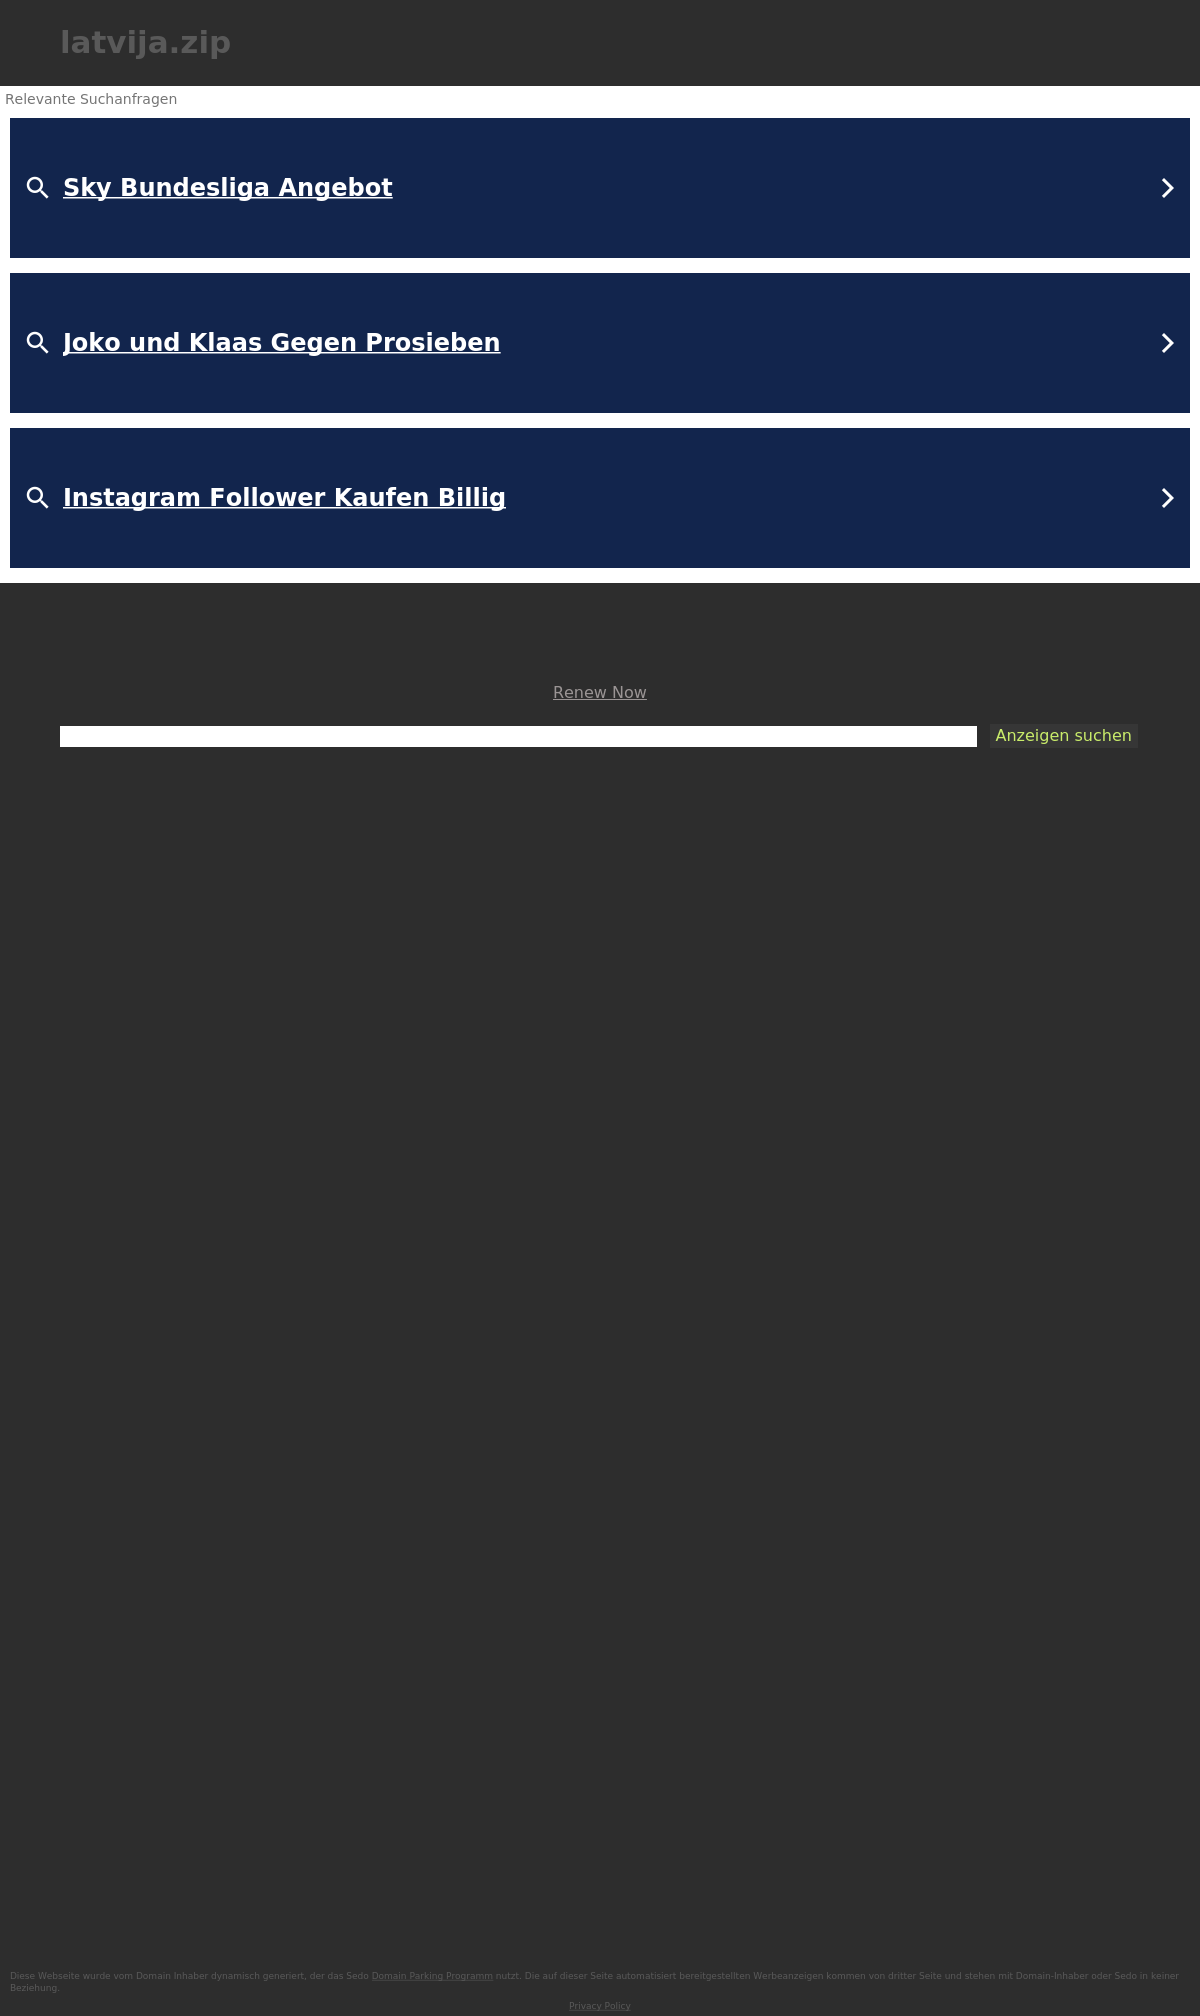 latvija.zip
Relevante Suchanfragen
Sky Bundesliga Angebot
Joko und Klaas Gegen Prosieben
Instagram Follower Kaufen Billig
Renew Now
Anzeigen suchen
Diese Webseite wurde vom Domain Inhaber dynamisch generiert, der das Sedo Domain Parking Programm nutzt. Die auf dieser Seite automatisiert bereitgestellten Werbeanzeigen kommen von dritter Seite und stehen mit Domain-Inhaber oder Sedo in keiner
Beziehung.
Privacy Policy